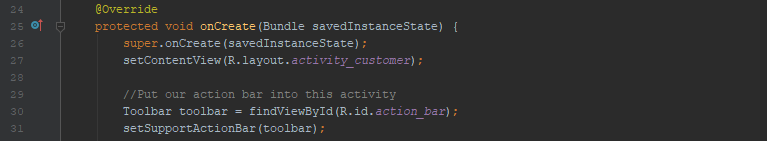 24 @Override
25 protected void onCreate(Bundle savedInstanceState) {
26 super.onCreate(savedInstanceState);
27 setContentView(R.layout.activity_customer);
28
29 //Put our action bar into this activity
30 Toolbar toolbar = findViewById(R.id.action_bar);
31 setSupportActionBar(toolbar);